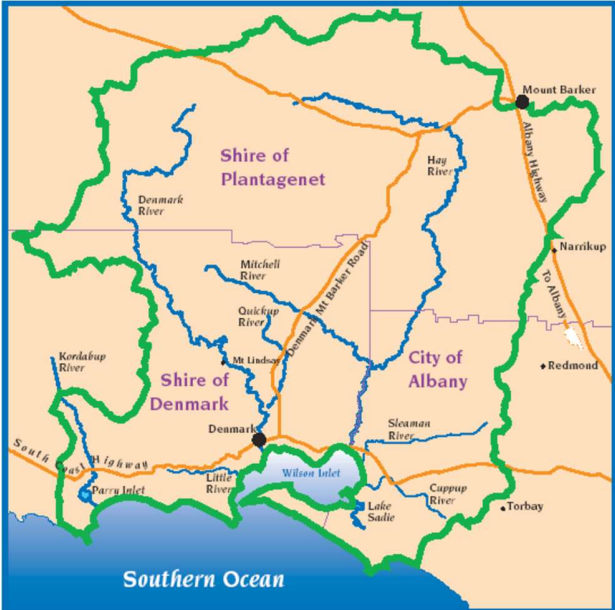 Mount Barker
Albany Highway
Shire of
Plantagenet
Hay
River
Denmark
River
Narrikup
Mitchell
River
Denmark Mt Barker Road
To Albany
Quickup
River
Kordabup
River
Mt Lindsay
City of
Albany
Redmond
Shire of
Denmark
Sleaman
River
Denmark
South Coast Highway
Little
River
Wilson Inlet
Parry Inlet
Cuppup
River
Lake
Sadie
Torbay
Southern Ocean